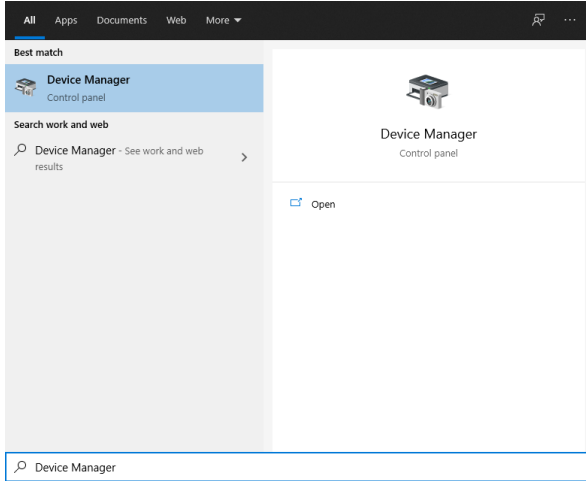 All Apps Documents Web More
Best match
Device Manager
Control panel
Search work and web
Device Manager - See work and web
results
Device Manager
Control panel
Open
Device Manager